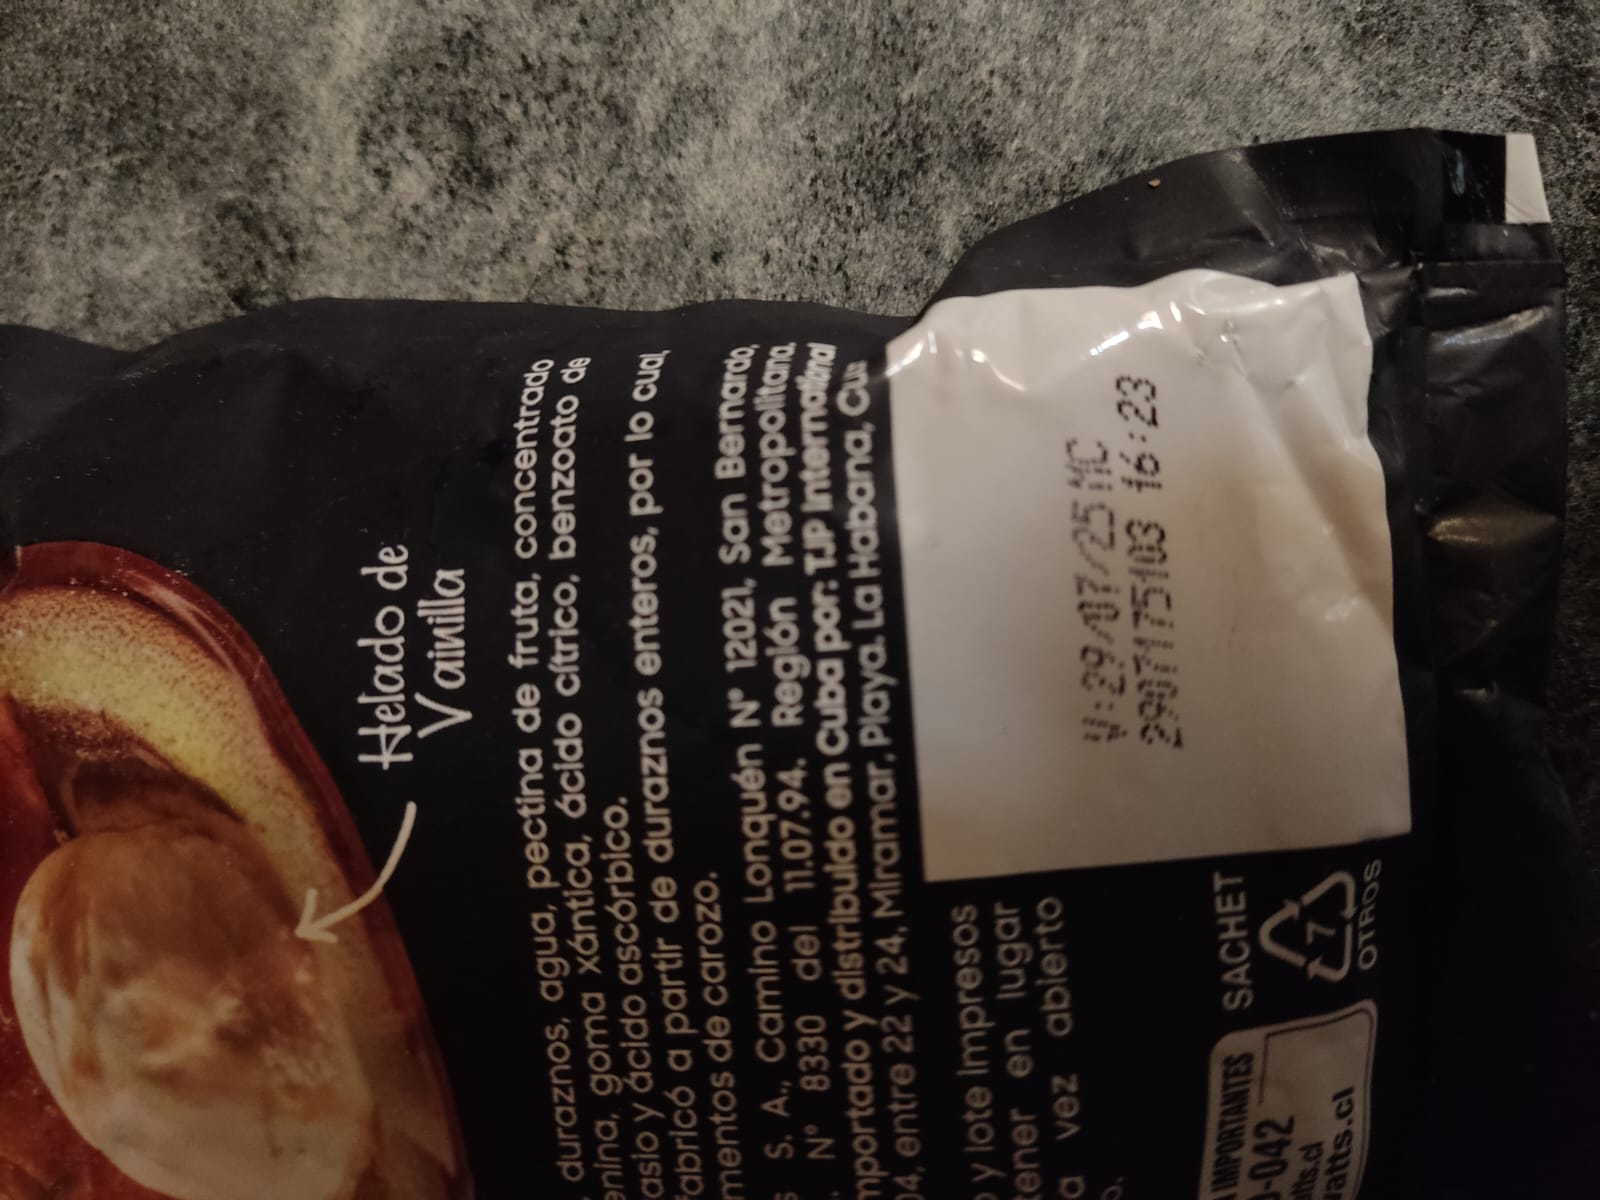 Helado de
Vainilla
duraznos, agua, pectina de fruta, concentrado
enina, goma xántica, ácido cítrico, benzoato de
asio y ácido ascórbico.
fabricó a partir de duraznos enteros, por lo cual,
mentos de carozo.
S. A., Camino Lonquén N° 12021, San Bernardo,
N° 8330 del 11.07.94. Región Metropolitana.
mportado y distribuido en Cuba por: TJP International
04, entre 22 y 24, Miramar, Playa. La Habana, Cu
V:29/07/25 MC
16:23
o y lote impresos
tener en lugar
a vez abierto
o.
SACHET
7
OTROS
IMPORTANTES
0-042
atts.cl